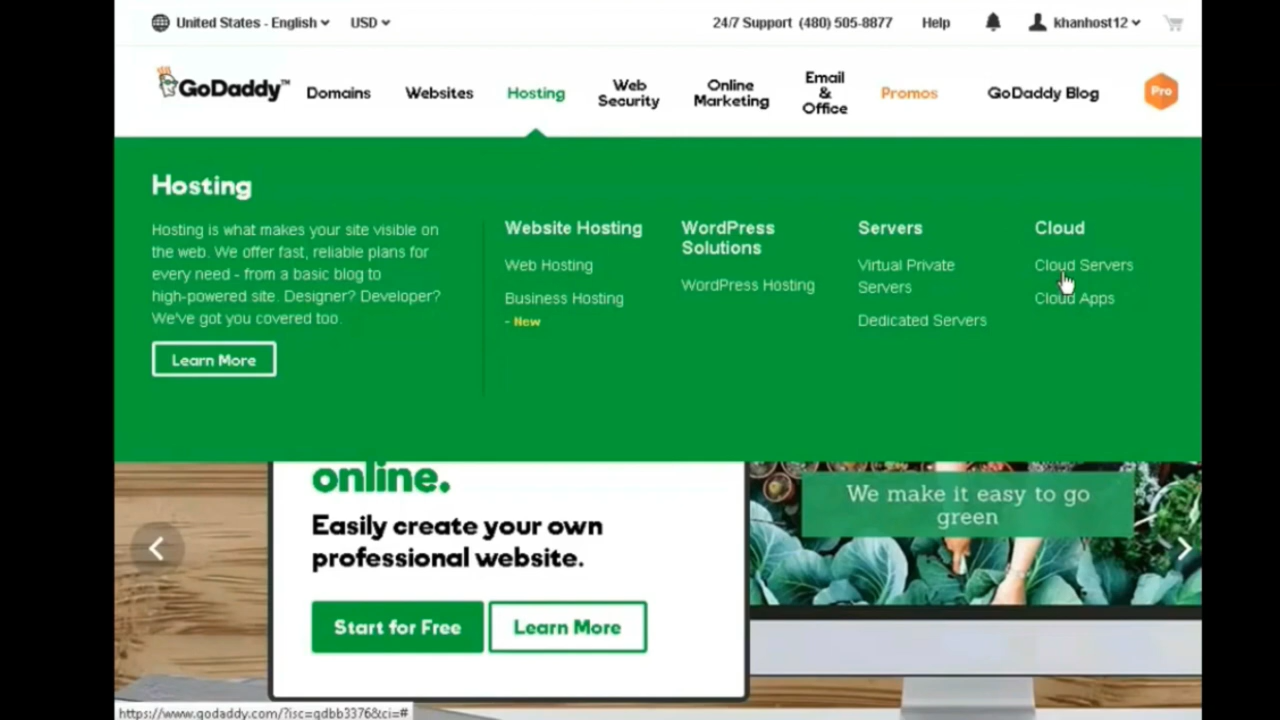 United States - English USD 24/7 Support (480) 505-8877 Help khanhost12
GoDaddy™ Domains Websites Hosting Web Security Online Marketing Email & Office Promos GoDaddy Blog Pro
Hosting
Hosting is what makes your site visible on
the web. We offer fast, reliable plans for
every need - from a basic blog to
high-powered site. Designer? Developer?
We've got you covered too.
Learn More
Website Hosting
Web Hosting
Business Hosting
- New
WordPress
Solutions
WordPress Hosting
Servers
Virtual Private
Servers
Dedicated Servers
Cloud
Cloud Servers
Cloud Apps
online.
Easily create your own
professional website.
Start for Free Learn More
We make it easy to go
green
https://www.godaddy.com/?isc=gdbb3376&ci=#